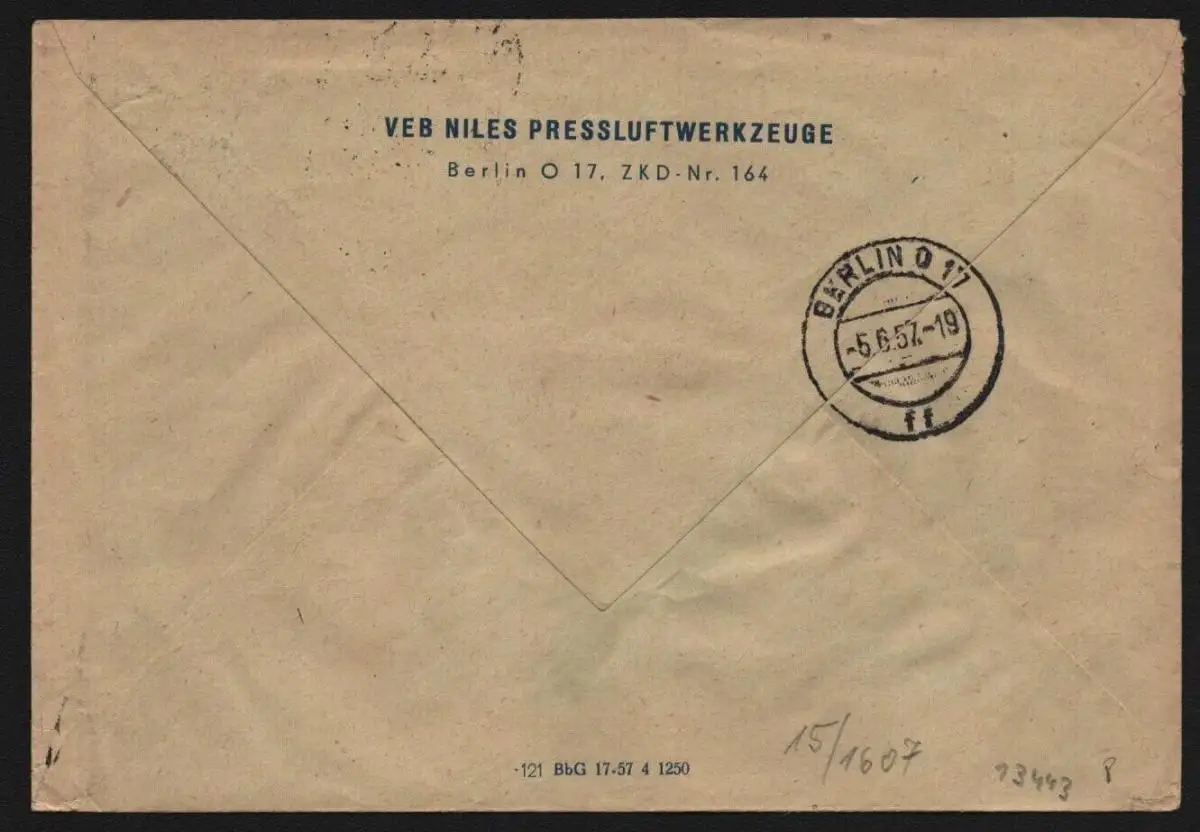 VEB NILES PRESSLUFTWERKZEUGE
Berlin O 17, ZKD-Nr. 164
BERLIN O 17
-5.6.57.-19
ff
-121 BbG 17-57 4 1250
15/1607
13443 P